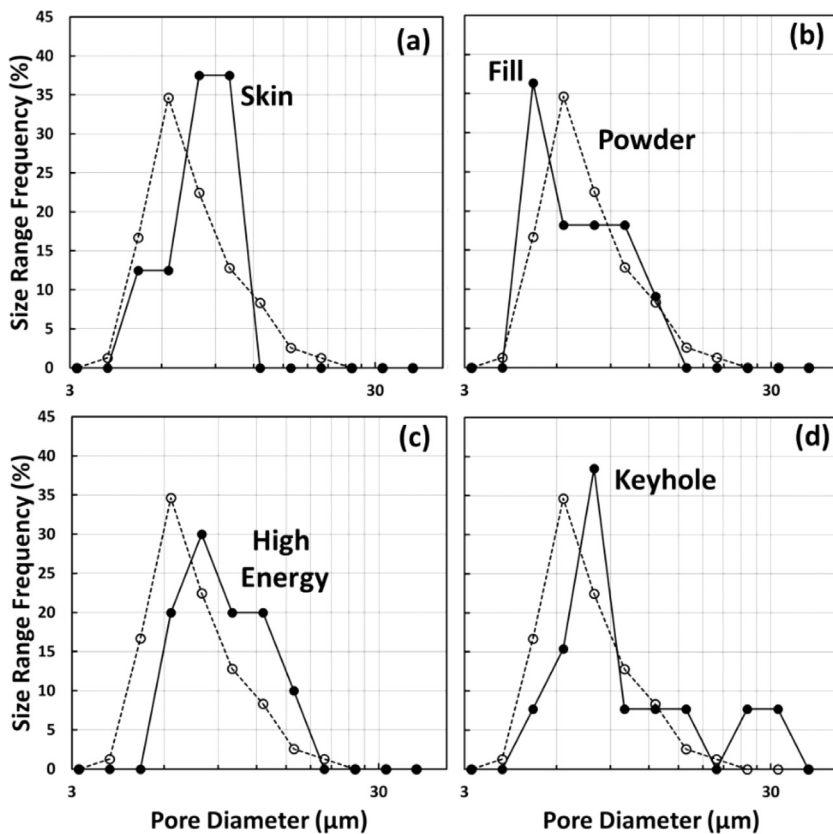 (a)
45
40
35
30
25
20
15
10
5
0
Size Range Frequency (%)
Skin
3
30
(b)
Fill
Powder
3
30
(c)
45
40
35
30
25
20
15
10
5
0
Size Range Frequency (%)
High
Energy
3
30
Pore Diameter (µm)
(d)
Keyhole
3
30
Pore Diameter (µm)